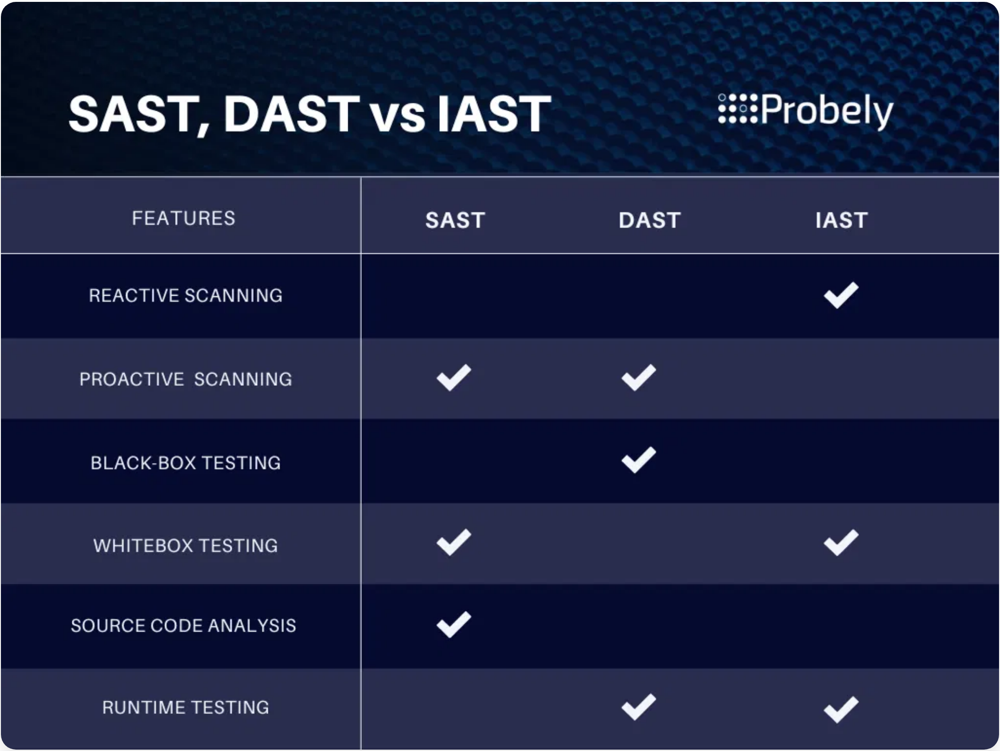 SAST, DAST vs IAST
Probely
FEATURES SAST DAST IAST
REACTIVE SCANNING ✔
PROACTIVE SCANNING ✔ ✔
BLACK-BOX TESTING ✔
WHITEBOX TESTING ✔ ✔
SOURCE CODE ANALYSIS ✔
RUNTIME TESTING ✔ ✔